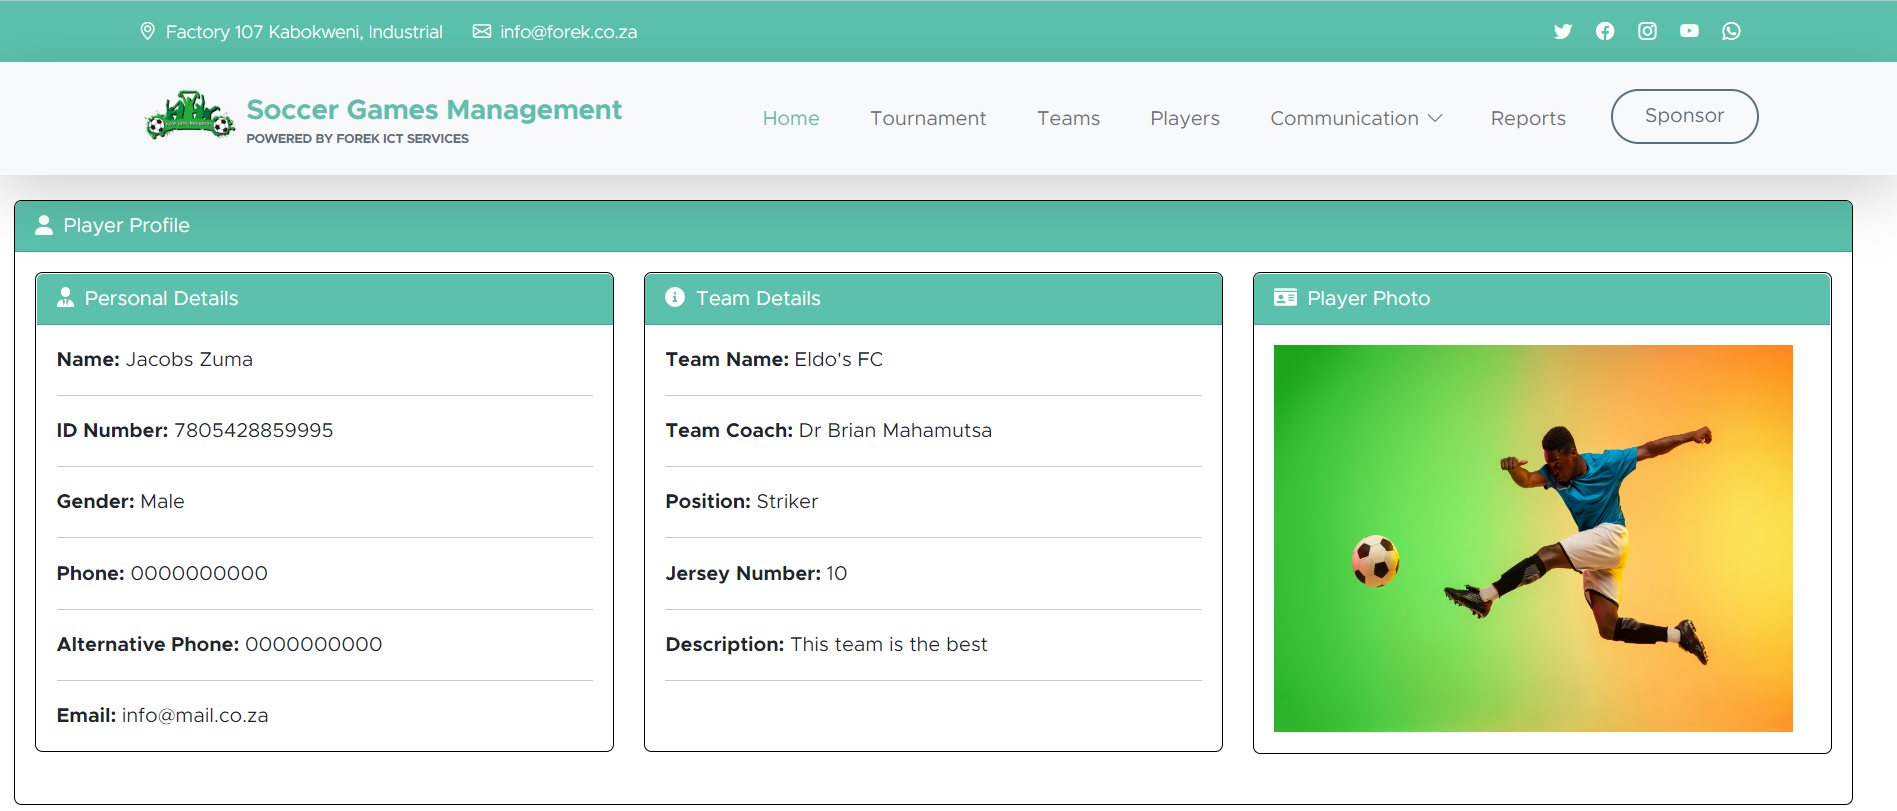 Factory 107 Kabokweni, Industrial info@forek.co.za
Soccer Games Management
POWERED BY FOREK ICT SERVICES
Home Tournament Teams Players Communication Reports Sponsor
Player Profile
Personal Details
Name: Jacobs Zuma
ID Number: 7805428859995
Gender: Male
Phone: 0000000000
Alternative Phone: 0000000000
Email: info@mail.co.za
Team Details
Team Name: Eldo's FC
Team Coach: Dr Brian Mahamutsa
Position: Striker
Jersey Number: 10
Description: This team is the best
Player Photo